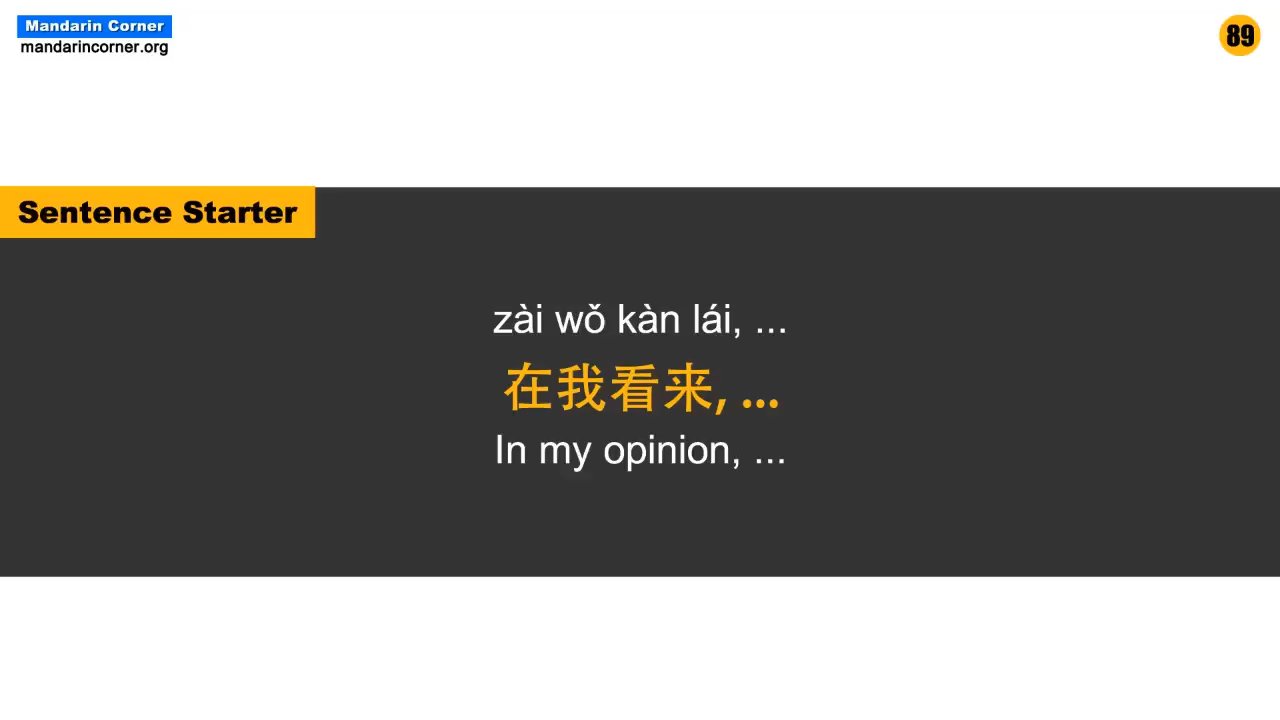 Mandarin Corner
mandarincorner.org
89
Sentence Starter
zài wǒ kàn lái, ...
在我看来, ...
In my opinion, ...